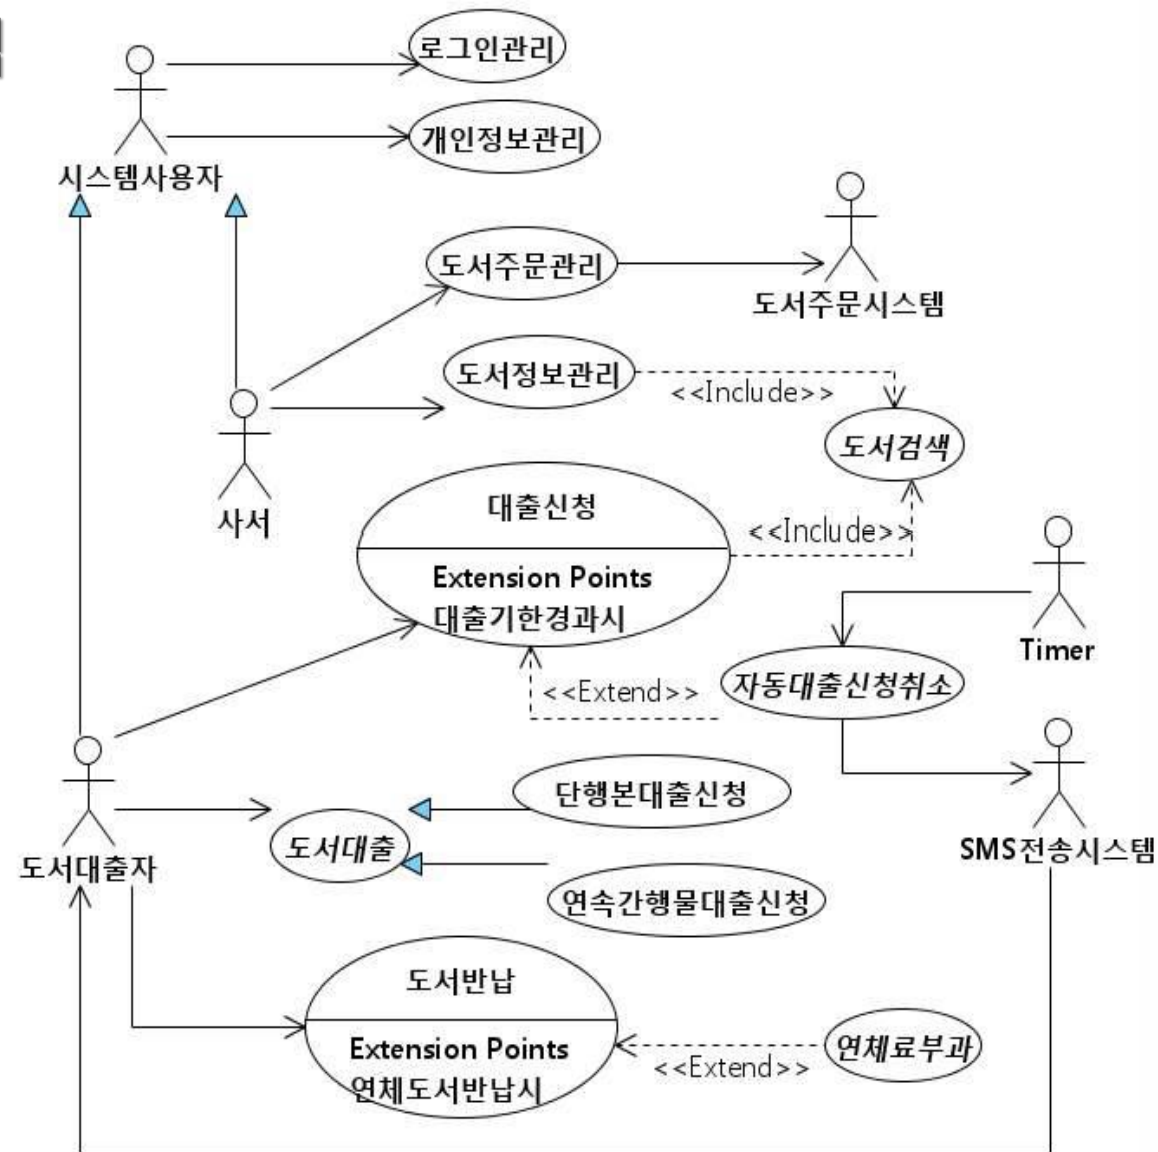 로그인관리
개인정보관리
시스템사용자
도서주문관리
도서주문시스템
도서정보관리
<<Include>>
도서검색
사서
대출신청
<<Include>>
Extension Points
대출기한경과시
Timer
<<Extend>>
자동대출신청취소
단행본대출신청
도서대출
SMS전송시스템
도서대출자
연속간행물대출신청
도서반납
Extension Points
연체도서반납시
연체료부과
<<Extend>>